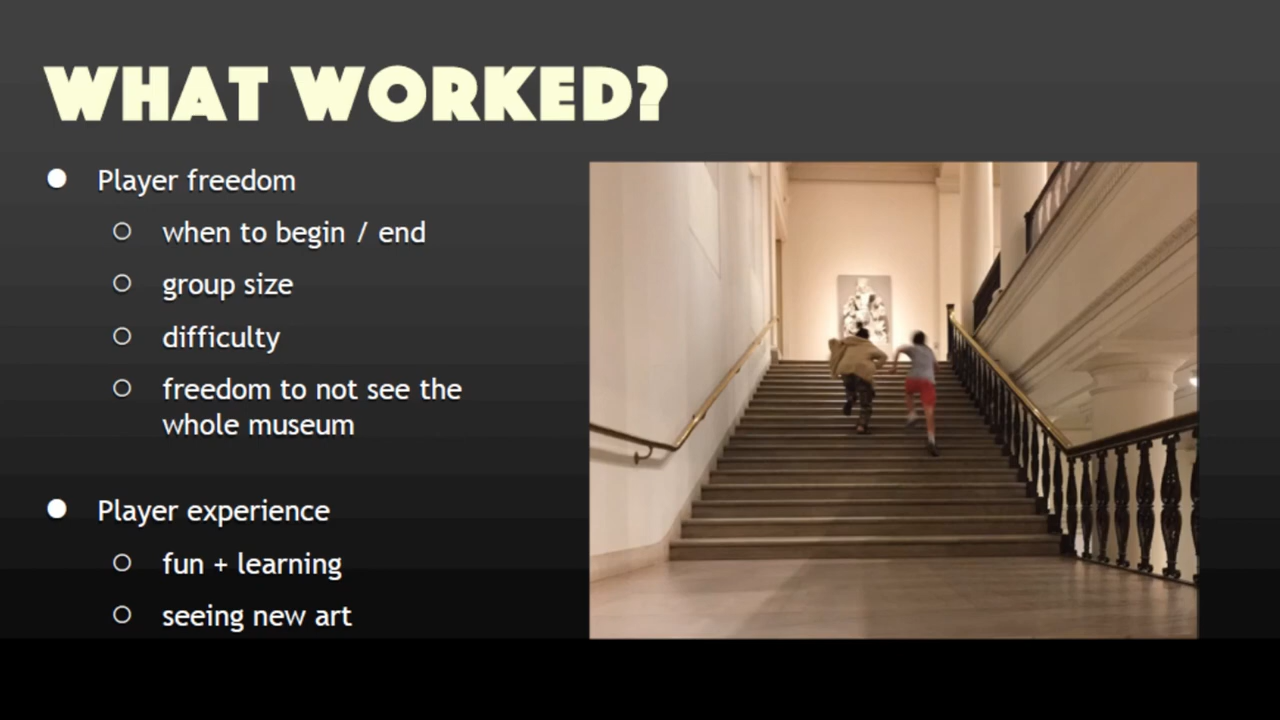 WHAT WORKED?
Player freedom
when to begin / end
group size
difficulty
freedom to not see the
whole museum
Player experience
fun + learning
seeing new art